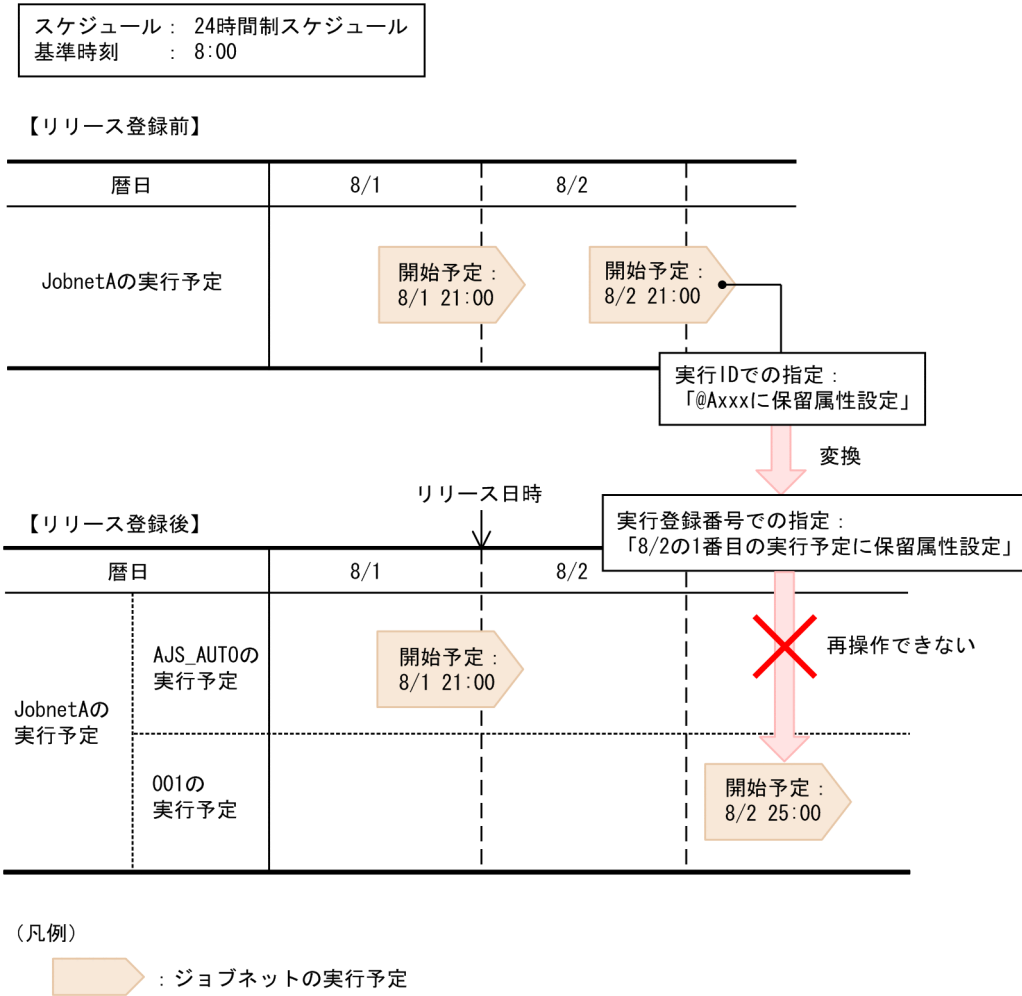 スケジュール： 24時間制スケジュール
基準時刻　　： 8:00
【リリース登録前】
暦日 8/1 8/2
JobnetAの実行予定
開始予定：
8/1 21:00
開始予定：
8/2 21:00
実行IDでの指定：
「@Axxxに保留属性設定」
変換
リリース日時
【リリース登録後】
実行登録番号での指定：
「8/2の1番目の実行予定に保留属性設定」
暦日 8/1 8/2
JobnetAの
実行予定
AJS_AUTOの
実行予定
開始予定：
8/1 21:00
再操作できない
001の
実行予定
開始予定：
8/2 25:00
（凡例）
：ジョブネットの実行予定